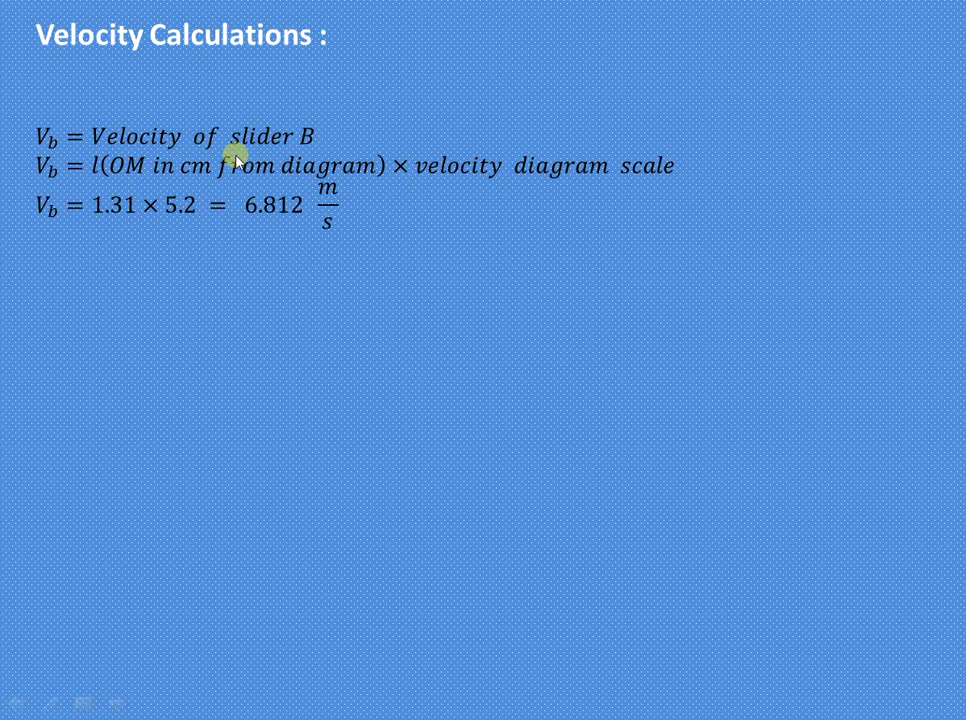 Velocity Calculations :
V_b = Velocity of slider B
V_b = l(OM in cm from diagram) × velocity diagram scale
V_b = 1.31 × 5.2 = 6.812 m/s